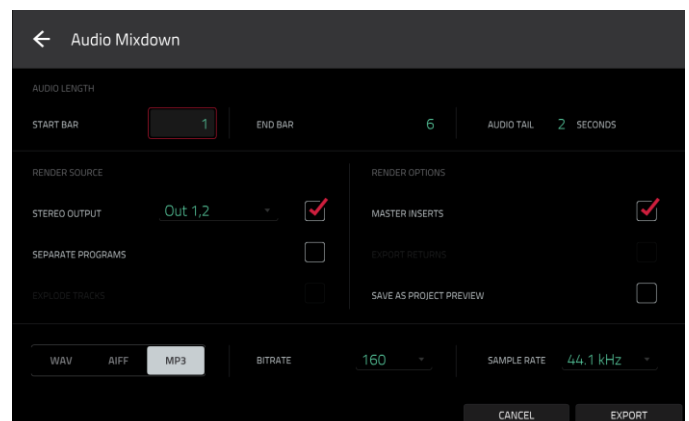 Audio Mixdown
AUDIO LENGTH
START BAR 1 END BAR 6 AUDIO TAIL 2 SECONDS
RENDER SOURCE RENDER OPTIONS
STEREO OUTPUT Out 1,2 MASTER INSERTS
SEPARATE PROGRAMS EXPORT RETURNS
EXPLODE TRACKS SAVE AS PROJECT PREVIEW
WAV AIFF MP3 BITRATE 160 SAMPLE RATE 44.1 kHz
CANCEL EXPORT